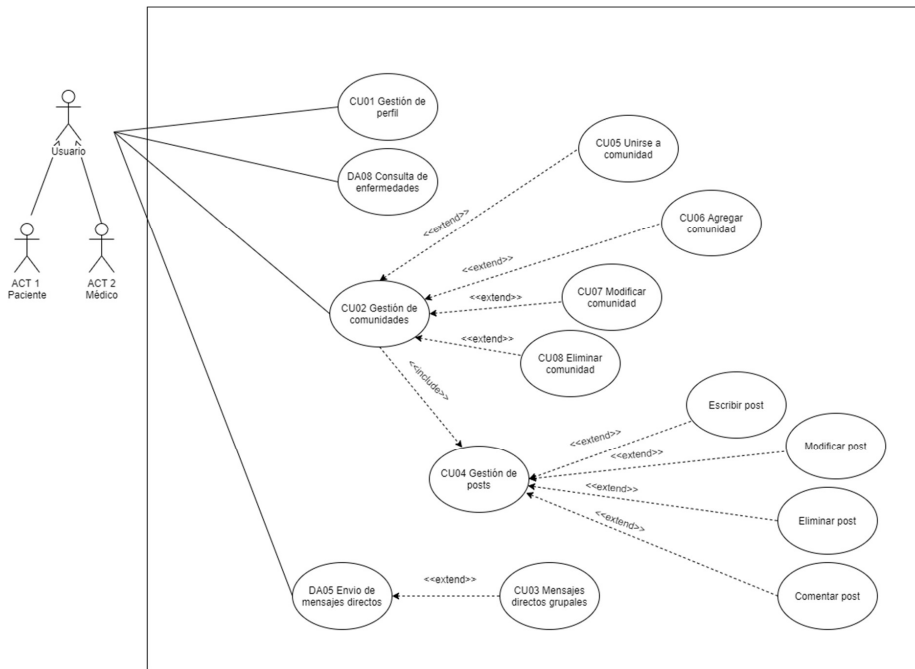 CU01 Gestión de
perfil
Usuario
CU05 Unirse a
comunidad
DA08 Consulta de
enfermedades
<<extend>>
CU06 Agregar
comunidad
ACT 1
Paciente
ACT 2
Mèdico
<<extend>>
CU07 Modificar
comunidad
<<extend>>
CU02 Gestión de
comunidades
<<extend>>
CU08 Eliminar
comunidad
<<include>>
Escribir post
<<extend>>
Modificar post
<<extend>>
CU04 Gestión de
posts
<<extend>>
Eliminar post
<<extend>>
DA05 Envio de
mensajes directos
<<extend>>
CU03 Mensajes
directos grupales
Comentar post